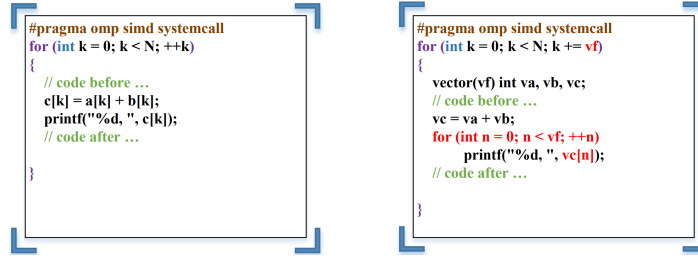 #pragma omp simd systemcall
for (int k = 0; k < N; ++k)
{
// code before …
c[k] = a[k] + b[k];
printf("%d, ", c[k]);
// code after …
}
#pragma omp simd systemcall
for (int k = 0; k < N; k += vf)
{
vector(vf) int va, vb, vc;
// code before …
vc = va + vb;
for (int n = 0; n < vf; ++n)
printf("%d, ", vc[n]);
// code after …
}